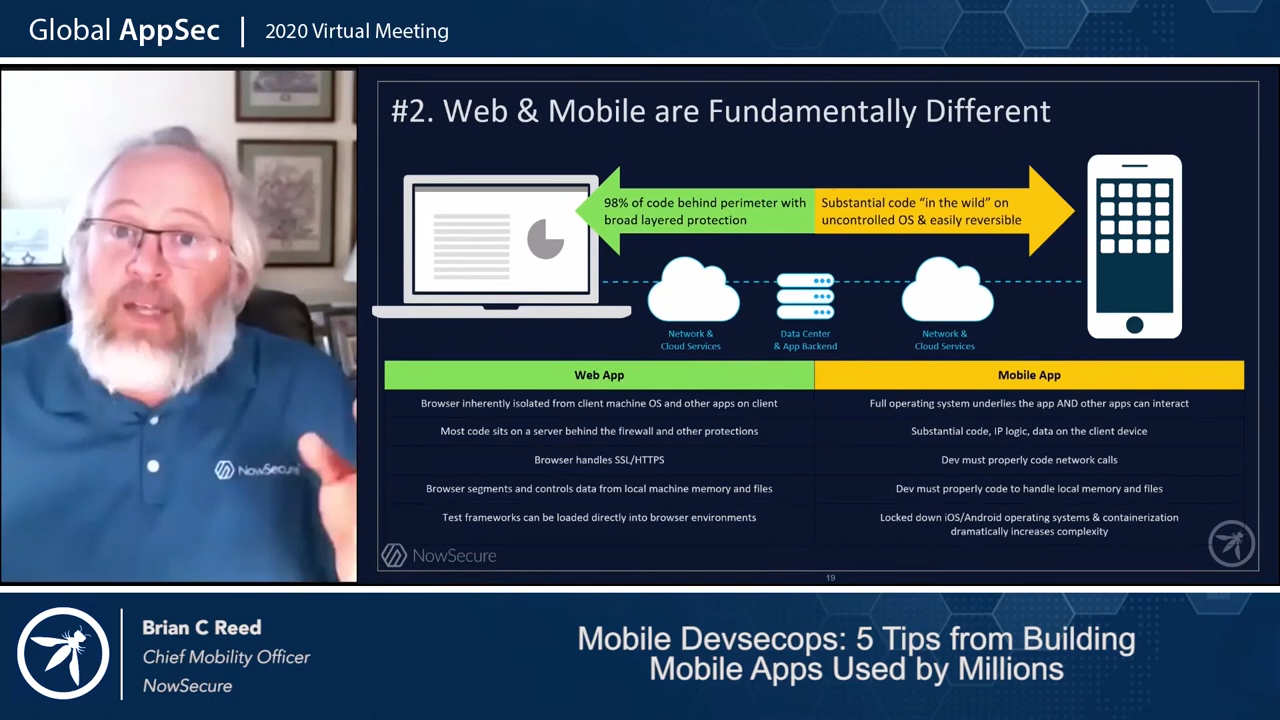 Global AppSec | 2020 Virtual Meeting
#2. Web & Mobile are Fundamentally Different
98% of code behind perimeter with
broad layered protection
Substantial code “in the wild” on
uncontrolled OS & easily reversible
Network &
Cloud Services
Data Center
& App Backend
Network &
Cloud Services
Web App
Mobile App
Browser inherently isolated from client machine OS and other apps on client
Full operating system underlies the app AND other apps can interact
Most code sits on a server behind the firewall and other protections
Substantial code, IP logic, data on the client device
Browser handles SSL/HTTPS
Dev must properly code network calls
Browser segments and controls data from local machine memory and files
Dev must properly code to handle local memory and files
Test frameworks can be loaded directly into browser environments
Locked down iOS/Android operating systems & containerization
dramatically increases complexity
NowSecure
NowSecure
19
Brian C Reed
Chief Mobility Officer
NowSecure
Mobile Devsecops: 5 Tips from Building
Mobile Apps Used by Millions